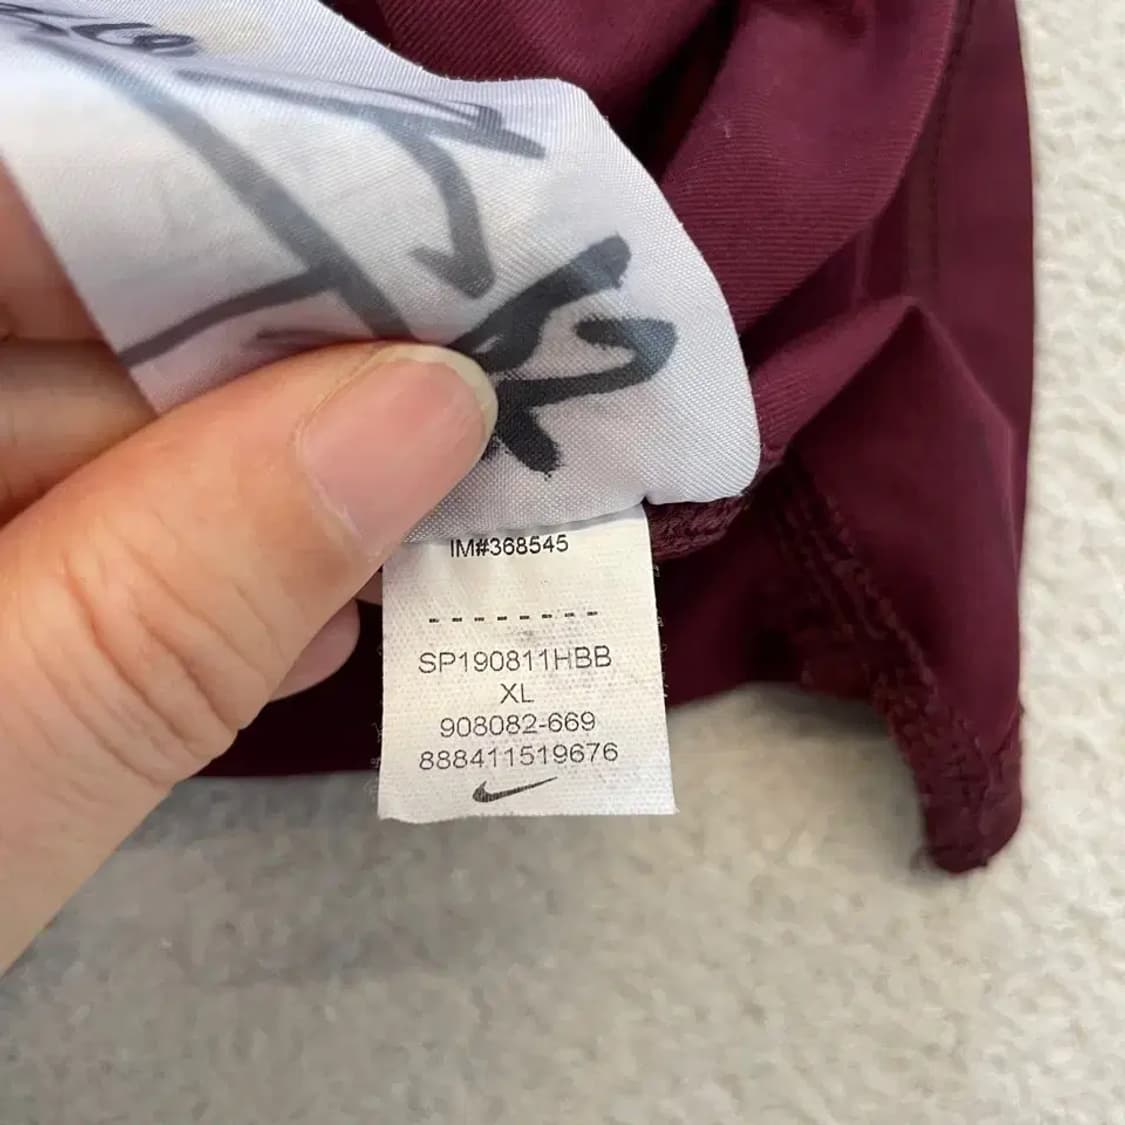 IM#368545
- - - - - - - -
SP190811HBB
XL
908082-669
888411519676